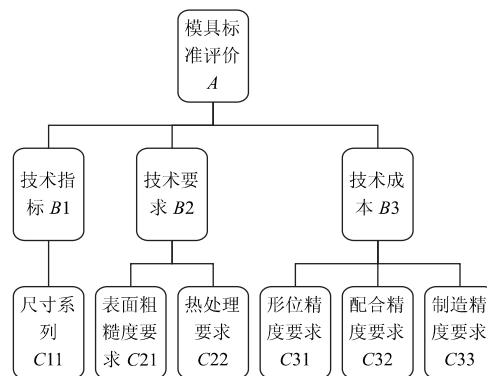 模具标
准评价
A
技术指
标 B1
技术要
求 B2
技术成
本 B3
尺寸系
列
C11
表面粗
糙度要
求 C21
热处理
要求
C22
形位精
度要求
C31
配合精
度要求
C32
制造精
度要求
C33